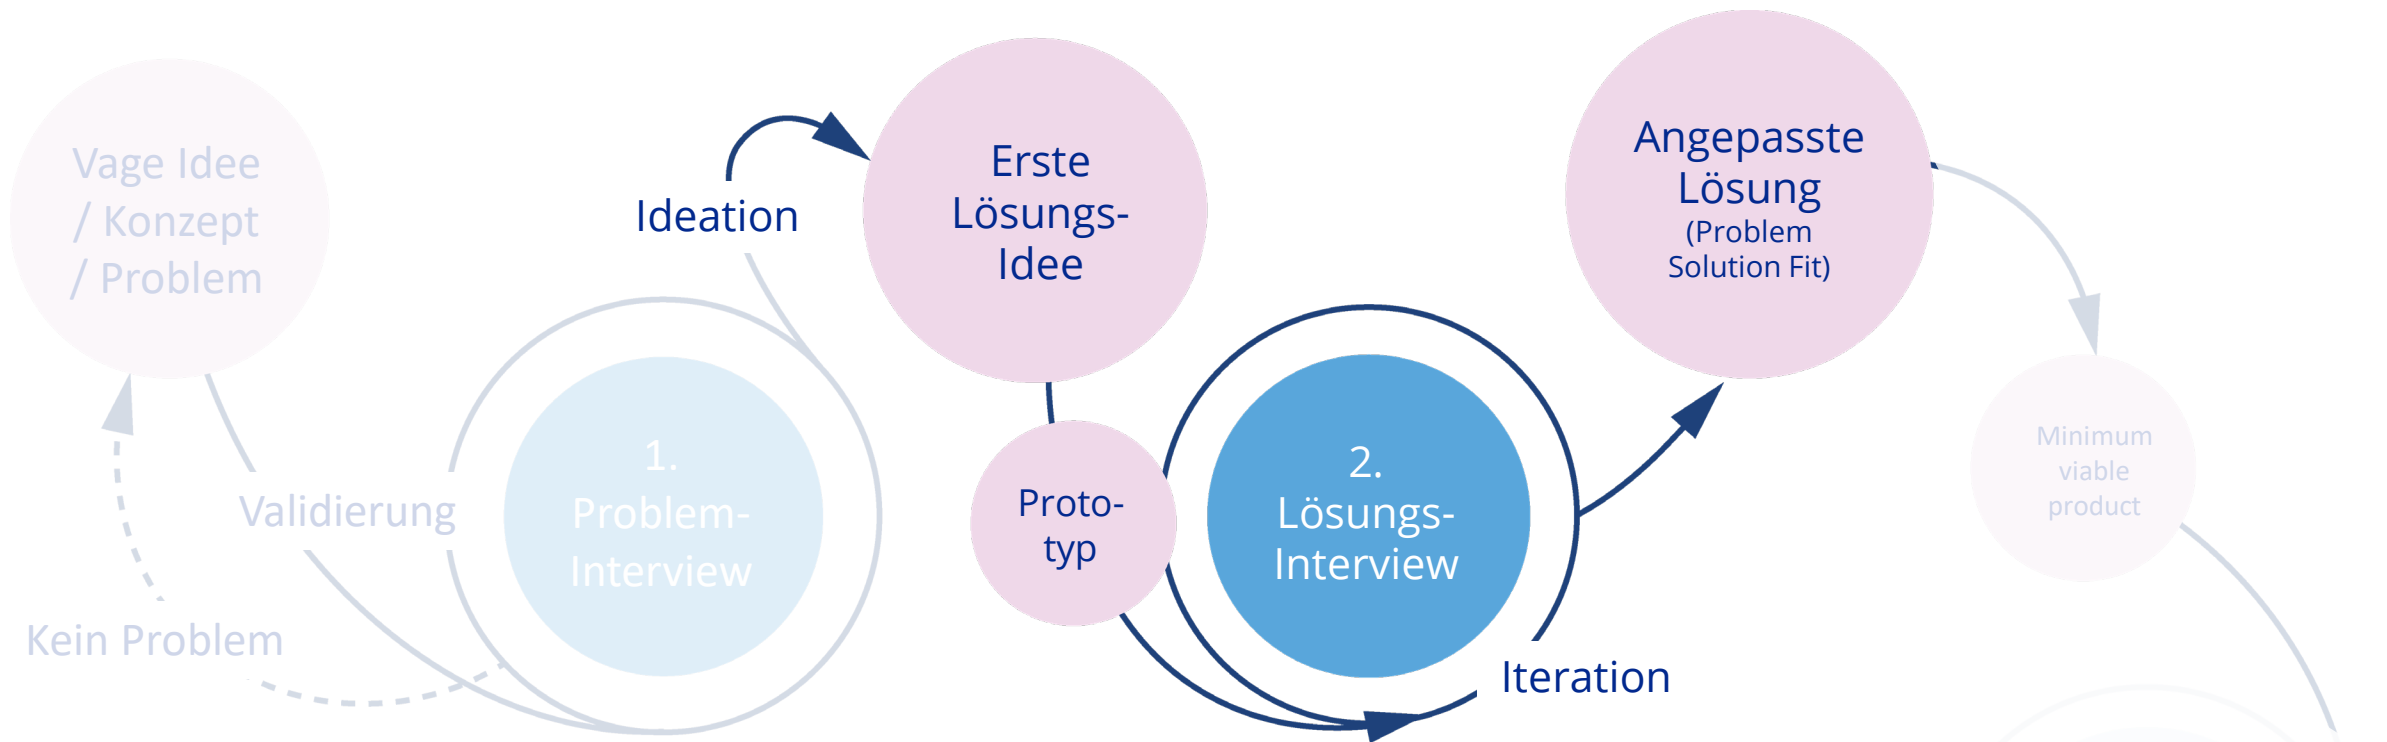 Vage Idee
/ Konzept
/ Problem
Validierung
Kein Problem
1.
Problem-
Interview
Ideation
Erste
Lösungs-
Idee
Proto-
typ
2.
Lösungs-
Interview
Iteration
Angepasste
Lösung
(Problem
Solution Fit)
Minimum
viable
product